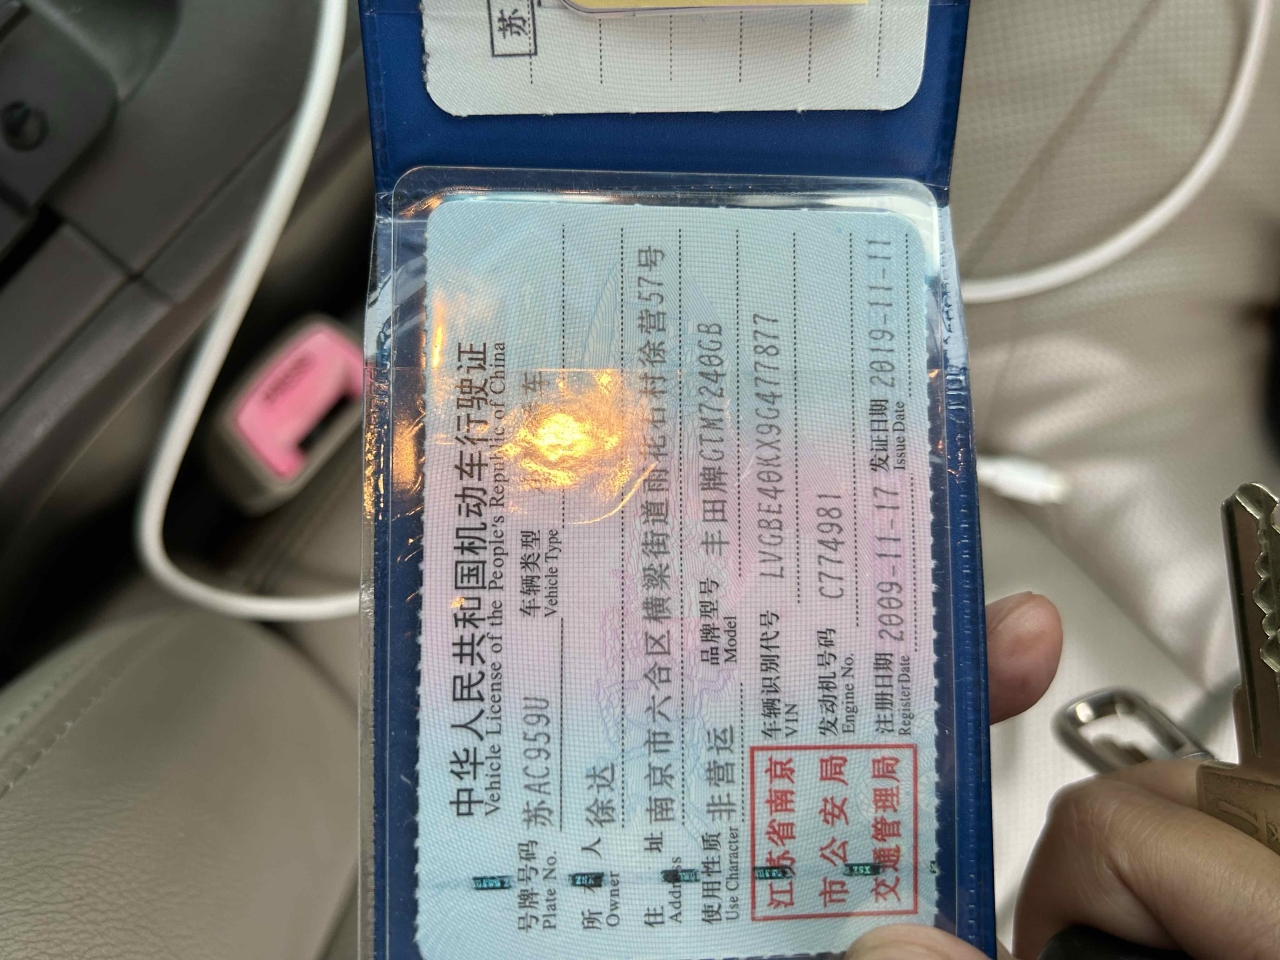 苏
中华人民共和国机动车行驶证
Vehicle License of the People's Republic of China
号牌号码 苏AC959U 车辆类型 车
Plate No. Vehicle Type
所有人 徐达
Owner
住址 南京市六合区横梁街道雨花石村徐营57号
Address
使用性质 非营运 品牌型号 丰田牌GTM7240GB
Use Character Model
江苏省南京
市公安局
交通管理局
车辆识别代号 LVGBE40KX9G477877
VIN
发动机号码 C774981
Engine No.
注册日期 2009-11-17 发证日期 2019-11-11
Register Date Issue Date